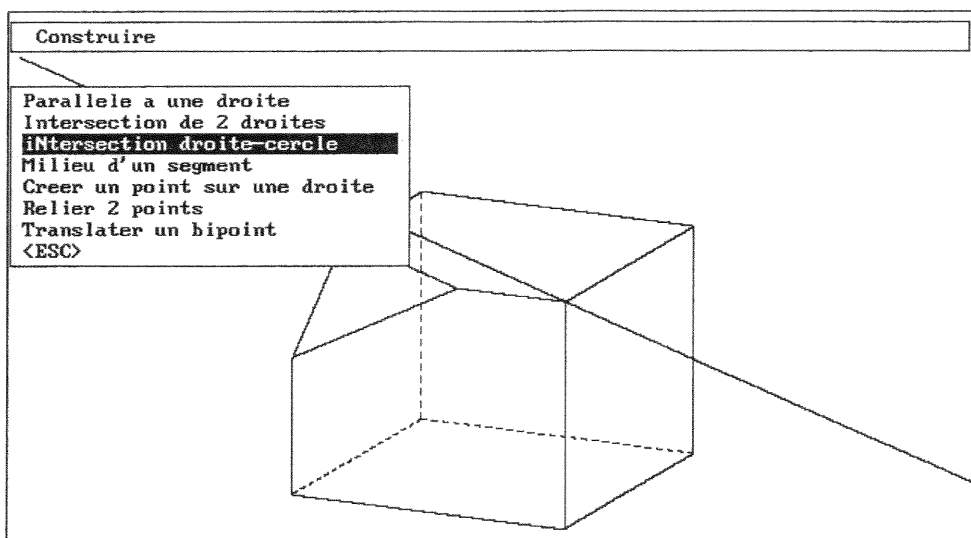 Construire
Parallele a une droite
Intersection de 2 droites
iNtersection droite-cercle
Milieu d'un segment
Creer un point sur une droite
Relier 2 points
Translater un bipoint
<ESC>